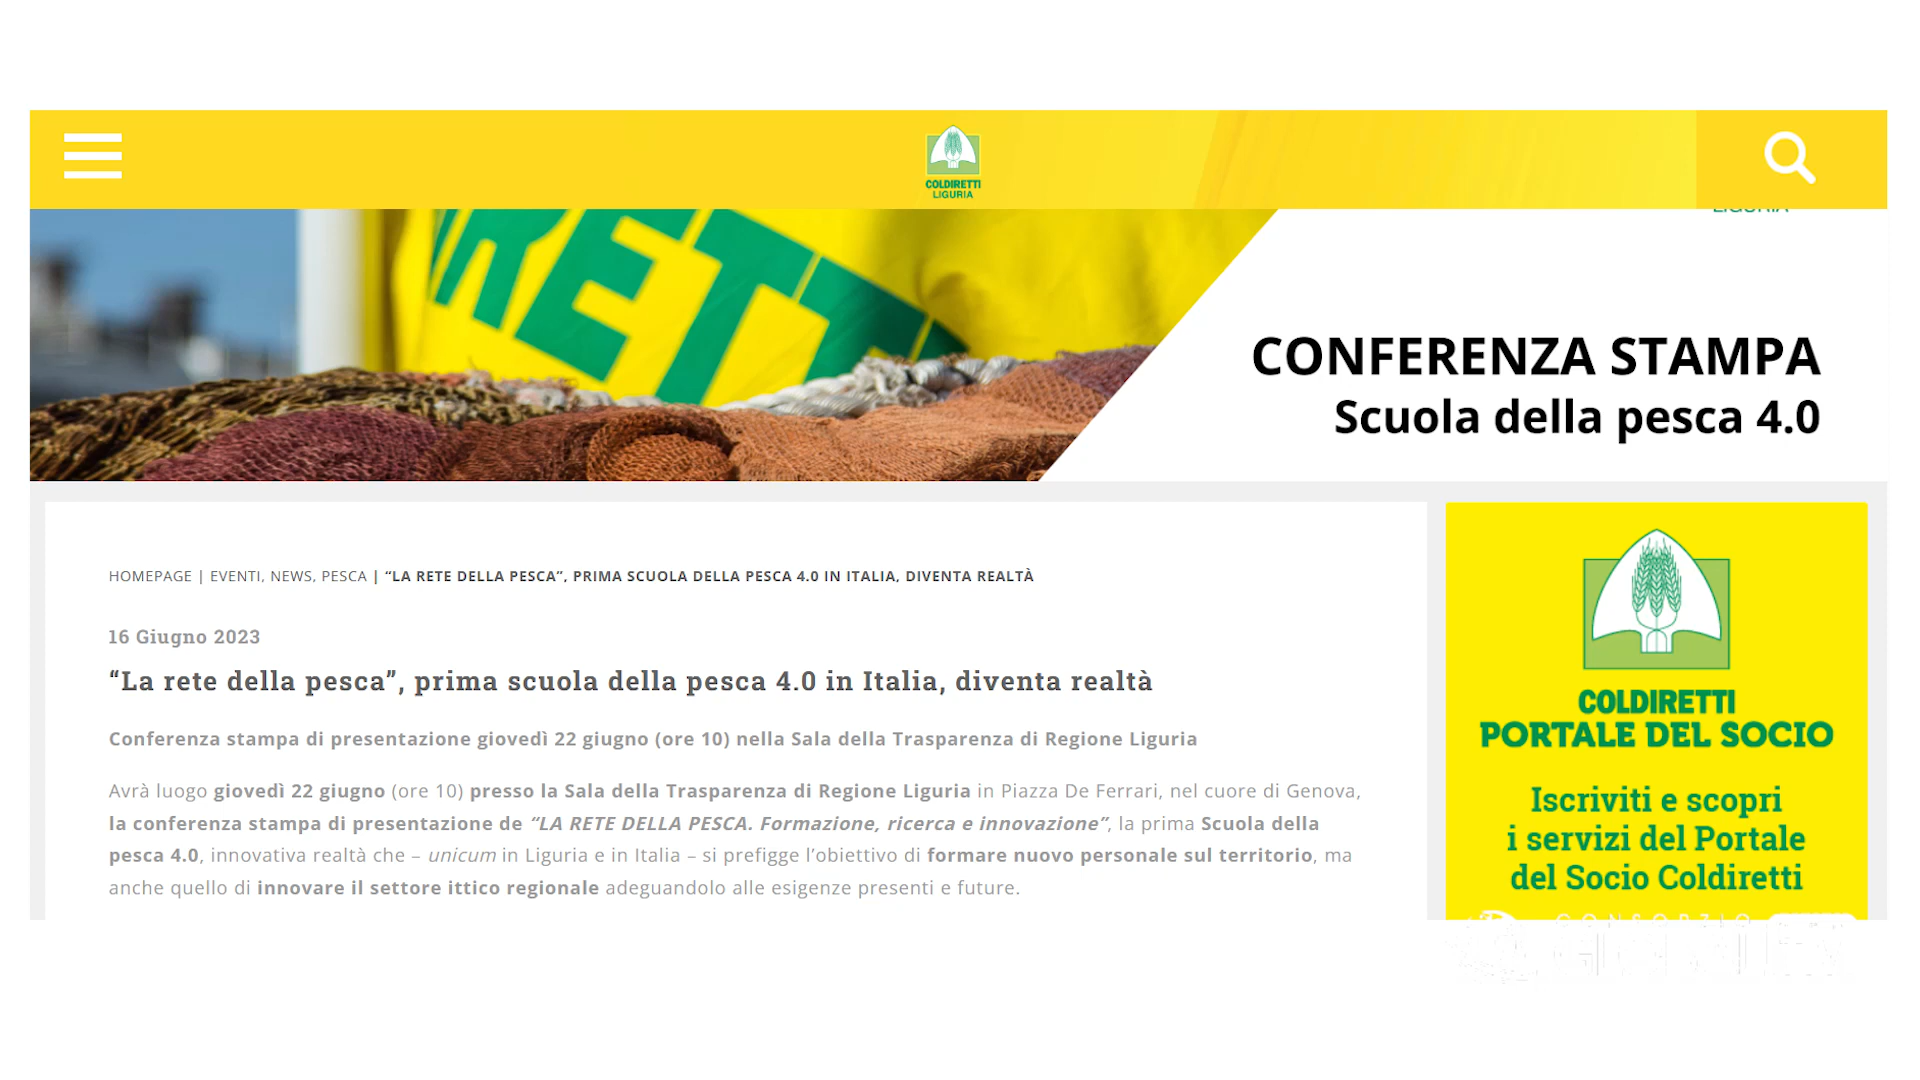 COLDIRETTI
LIGURIA
RETT
CONFERENZA STAMPA
Scuola della pesca 4.0
HOMEPAGE | EVENTI, NEWS, PESCA | “LA RETE DELLA PESCA”, PRIMA SCUOLA DELLA PESCA 4.0 IN ITALIA, DIVENTA REALTÀ
16 Giugno 2023
“La rete della pesca”, prima scuola della pesca 4.0 in Italia, diventa realtà
Conferenza stampa di presentazione giovedì 22 giugno (ore 10) nella Sala della Trasparenza di Regione Liguria
Avrà luogo giovedì 22 giugno (ore 10) presso la Sala della Trasparenza di Regione Liguria in Piazza De Ferrari, nel cuore di Genova,
la conferenza stampa di presentazione de “LA RETE DELLA PESCA. Formazione, ricerca e innovazione”, la prima Scuola della
pesca 4.0, innovativa realtà che – unicum in Liguria e in Italia – si prefigge l’obiettivo di formare nuovo personale sul territorio, ma
anche quello di innovare il settore ittico regionale adeguandolo alle esigenze presenti e future.
COLDIRETTI
PORTALE DEL SOCIO
Iscriviti e scopri
i servizi del Portale
del Socio Coldiretti
CONSORZIO